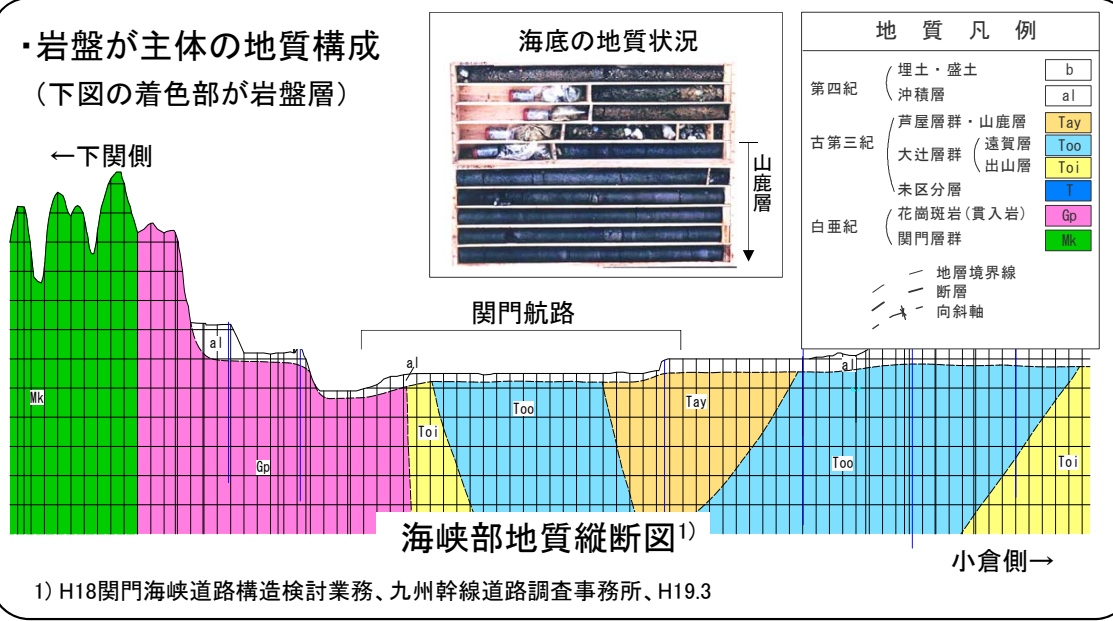 ・岩盤が主体の地質構成
（下図の着色部が岩盤層）
←下関側
海底の地質状況
山鹿層
地質凡例
第四紀
埋土・盛土 b
沖積層 al
古第三紀
芦屋層群・山鹿層 Tay
大辻層群
遠賀層 Too
出山層 Toi
未区分層 T
白亜紀
花崗斑岩(貫入岩) Gp
関門層群 Mk
地層境界線
断層
向斜軸
関門航路
al
al
al
Mk
Gp
Toi
Too
Tay
Too
Toi
海峡部地質縦断図1)
小倉側→
1) H18関門海峡道路構造検討業務、九州幹線道路調査事務所、H19.3